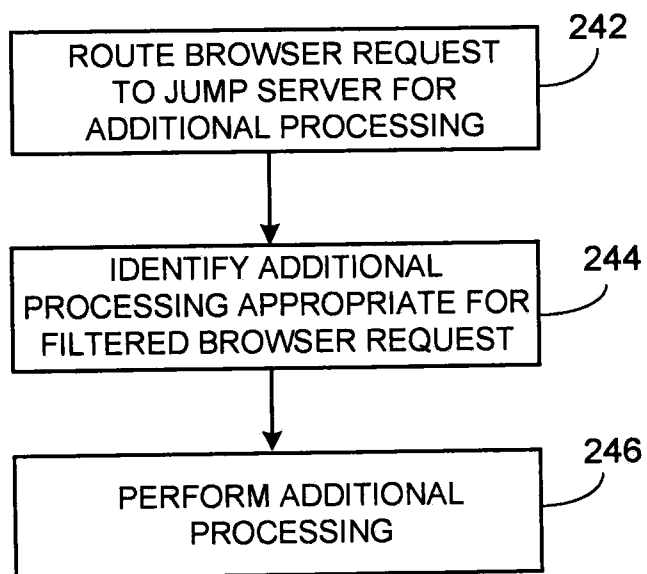 242
ROUTE BROWSER REQUEST
TO JUMP SERVER FOR
ADDITIONAL PROCESSING
244
IDENTIFY ADDITIONAL
PROCESSING APPROPRIATE FOR
FILTERED BROWSER REQUEST
246
PERFORM ADDITIONAL
PROCESSING